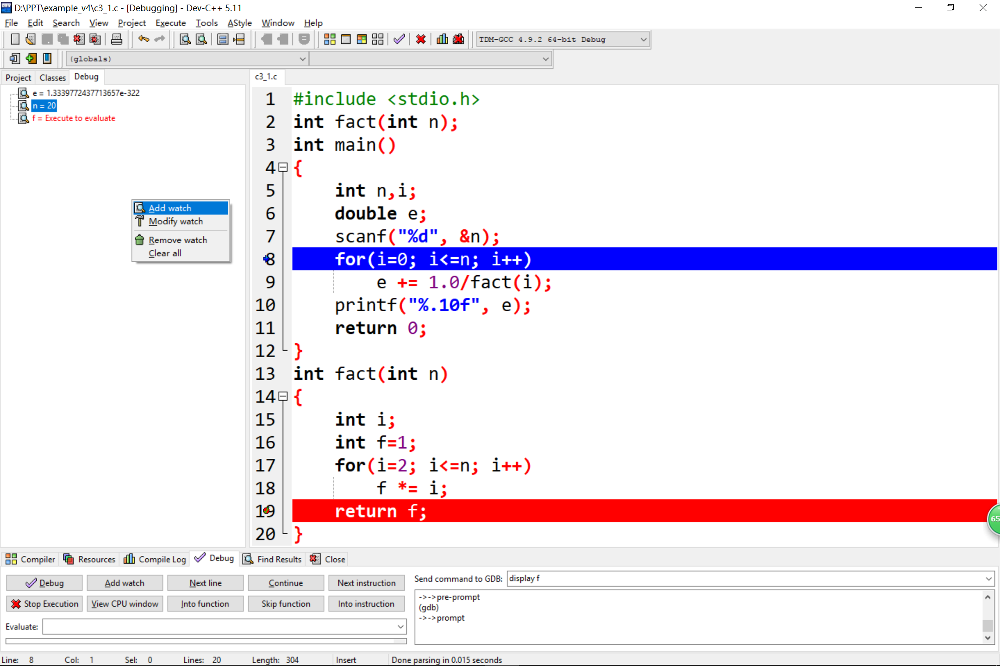 D:\PPT\example_v4\c3_1.c - [Debugging] - Dev-C++ 5.11
File Edit Search View Project Execute Tools AStyle Window Help
TDM-GCC 4.9.2 64-bit Debug
(globals)
Project Classes Debug
e = 1.3339772437713657e-322
n = 20
f = Execute to evaluate
Add watch
Modify watch
Remove watch
Clear all
c3_1.c
1 #include <stdio.h>
2 int fact(int n);
3 int main()
4 {
5 int n,i;
6 double e;
7 scanf("%d", &n);
8 for(i=0; i<=n; i++)
9 e += 1.0/fact(i);
10 printf("%.10f", e);
11 return 0;
12 }
13 int fact(int n)
14 {
15 int i;
16 int f=1;
17 for(i=2; i<=n; i++)
18 f *= i;
19 return f;
20 }
65
Compiler Resources Compile Log Debug Find Results Close
Debug Add watch Next line Continue Next instruction
Stop Execution View CPU window Into function Skip function Into instruction
Evaluate:
Send command to GDB: display f
->->pre-prompt
(gdb)
->->prompt
Line: 8 Col: 1 Sel: 0 Lines: 20 Length: 304 Insert Done parsing in 0.015 seconds